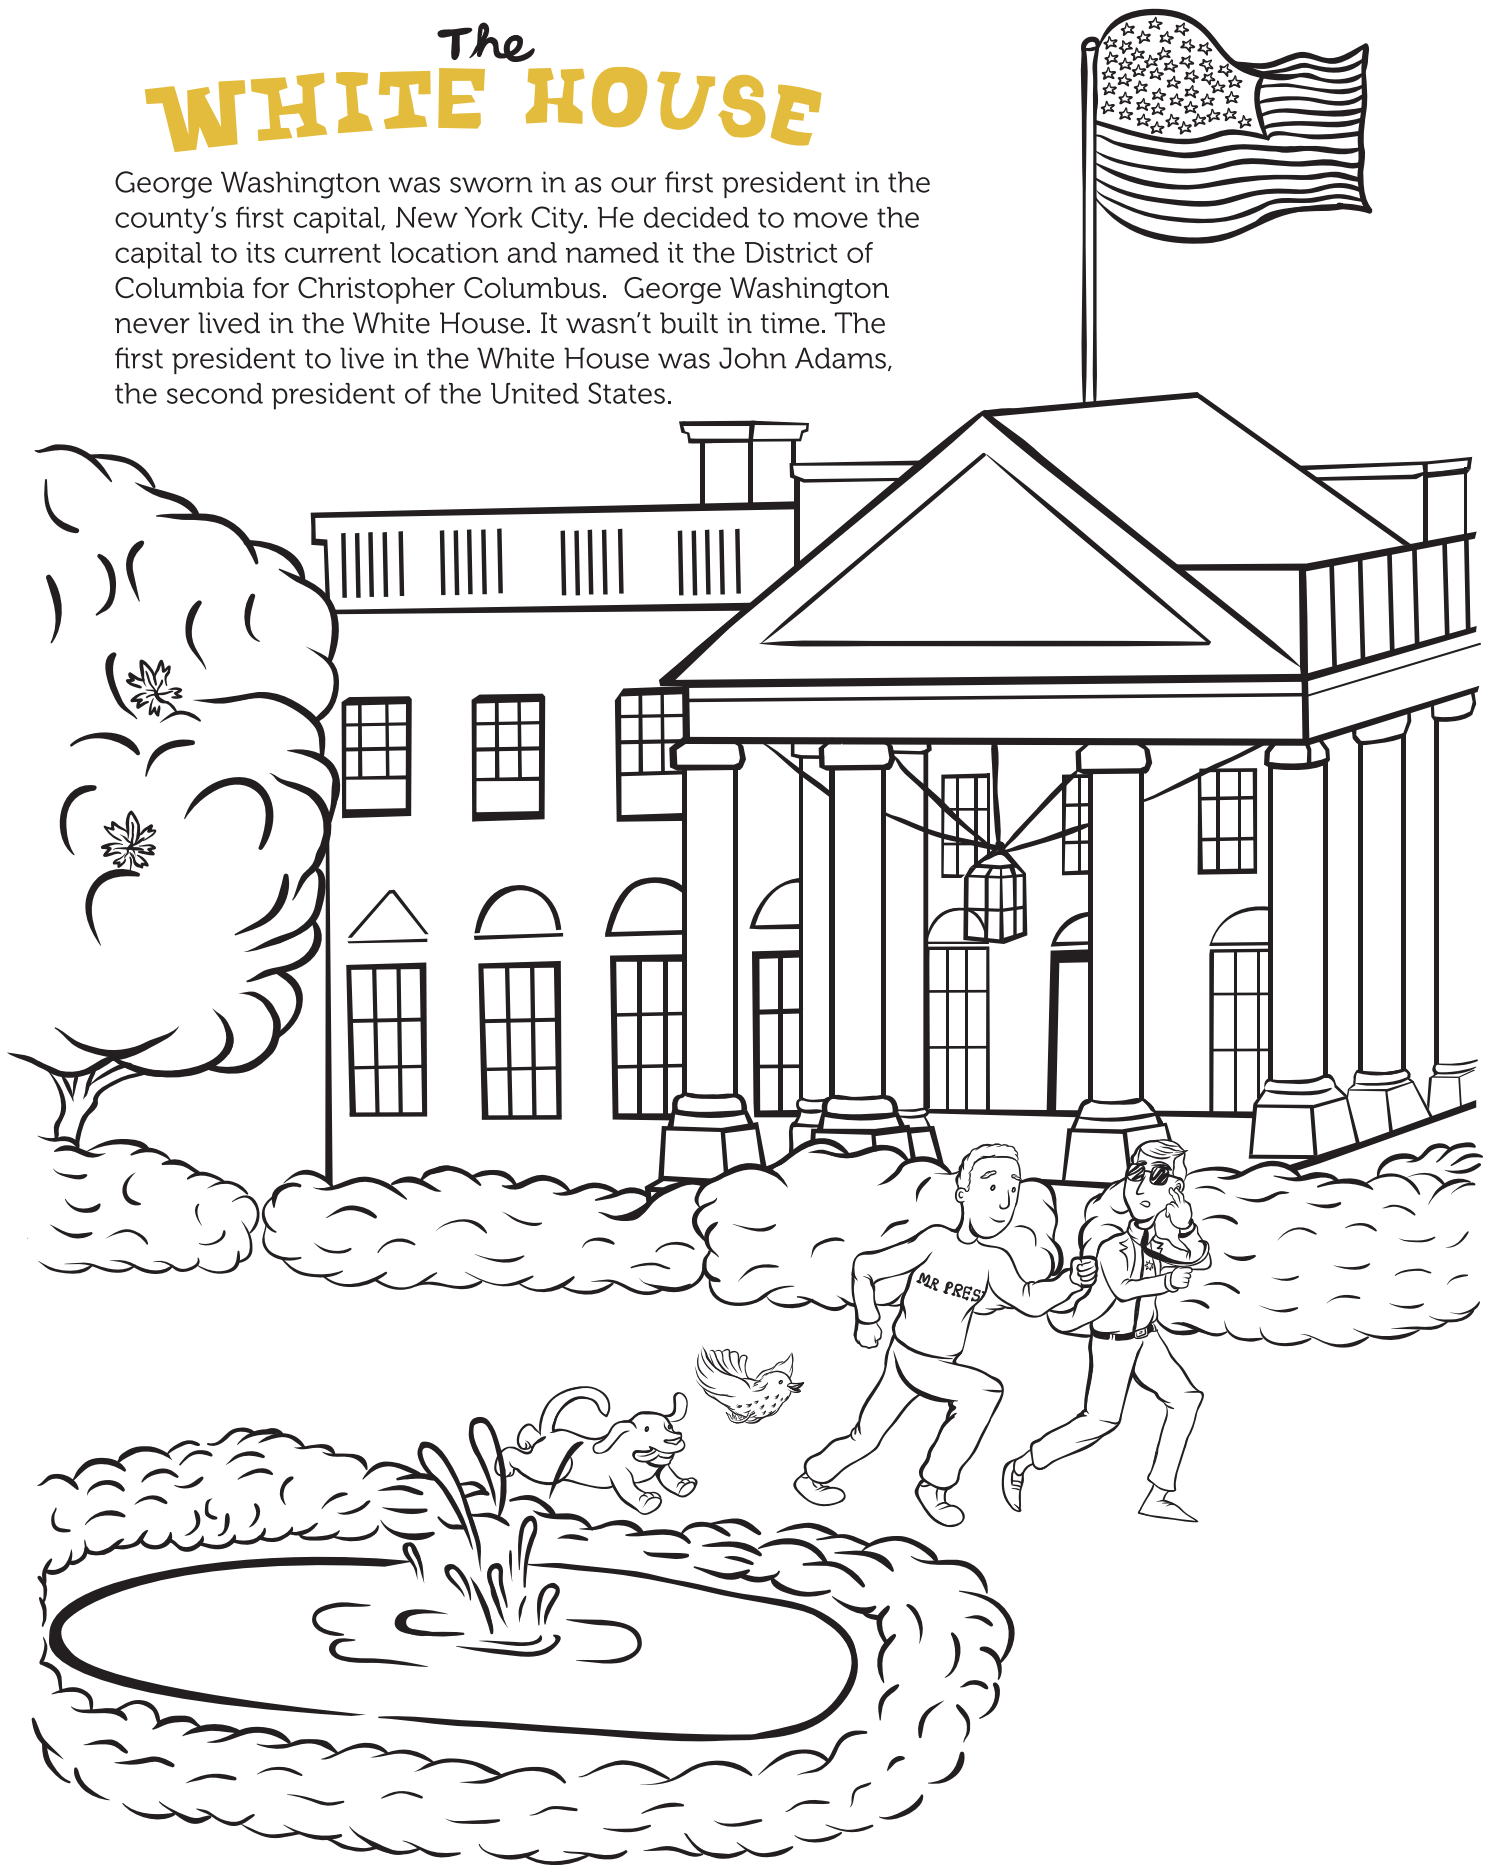 The
WHITE HOUSE
George Washington was sworn in as our first president in the
county's first capital, New York City. He decided to move the
capital to its current location and named it the District of
Columbia for Christopher Columbus.  George Washington
never lived in the White House. It wasn't built in time. The
first president to live in the White House was John Adams,
the second president of the United States.
MR PRES